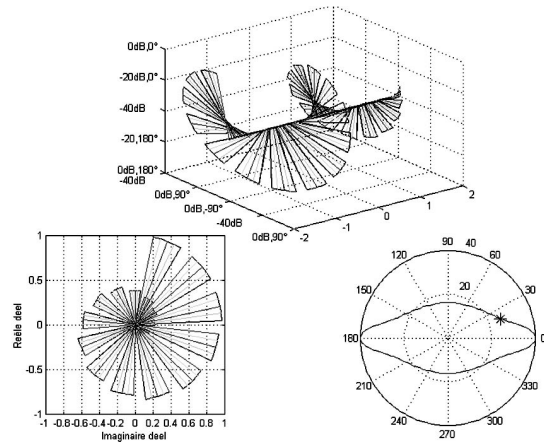 0dB,0°
-20dB,0°
-40dB
-20,180°
0dB,180°
-40dB
0dB,90°
0dB,-90°
-40dB
0dB,90°
-2
-1
0
1
2
1
0.5
0
-0.5
-1
Reële deel
-1 -0.8 -0.6 -0.4 -0.2 0 0.2 0.4 0.6 0.8 1
Imaginaire deel
90 40
120 60
20
150 30
180 0
210 330
240 300
270